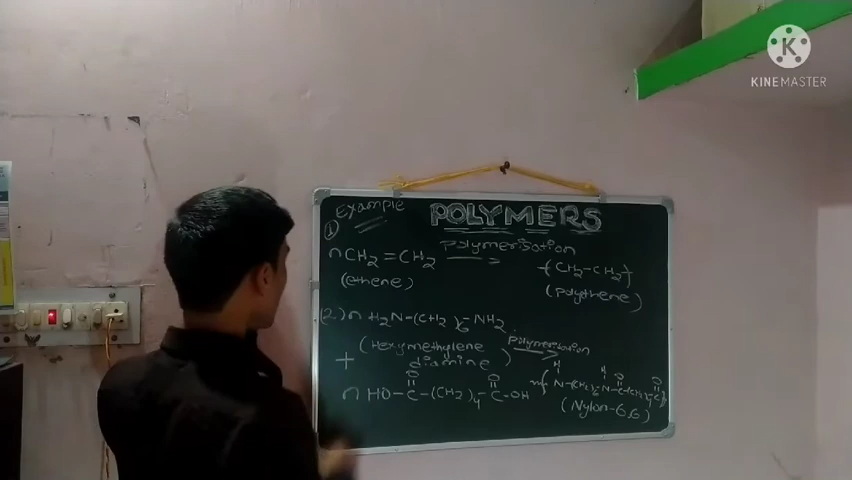 KINEMASTER
Example
POLYMERS
(1) nCH2=CH2 polymerisation -(CH2-CH2)-
(ethene) (polythene)
(2.) n H2N-(CH2)6-NH2
(Hexymethylene diamine) Polymerisation
+
n HO-C-(CH2)4-C-OH
O O
(Nylon-6,6)